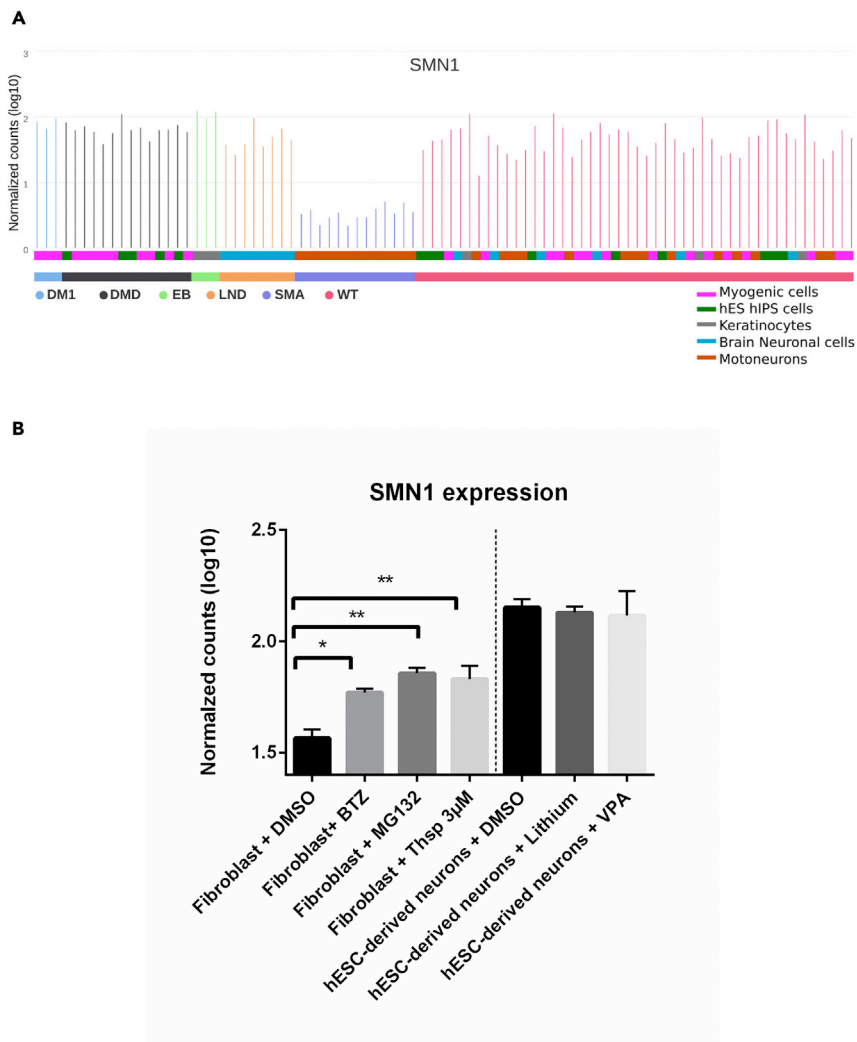 A
SMN1
Normalized counts (log10)
3
2
1
0
DM1 DMD EB LND SMA WT
Myogenic cells
hES hIPS cells
Keratinocytes
Brain Neuronal cells
Motoneurons
B
SMN1 expression
Normalzed counts (log10)
2.5
2.0
1.5
**
**
*
Fibroblast + DMSO
Fibroblast+ BTZ
Fibroblast + MG132
Fibroblast + Thsp 3µM
hESC-derived neurons + DMSO
hESC-derived neurons + Lithium
hESC-derived neurons + VPA